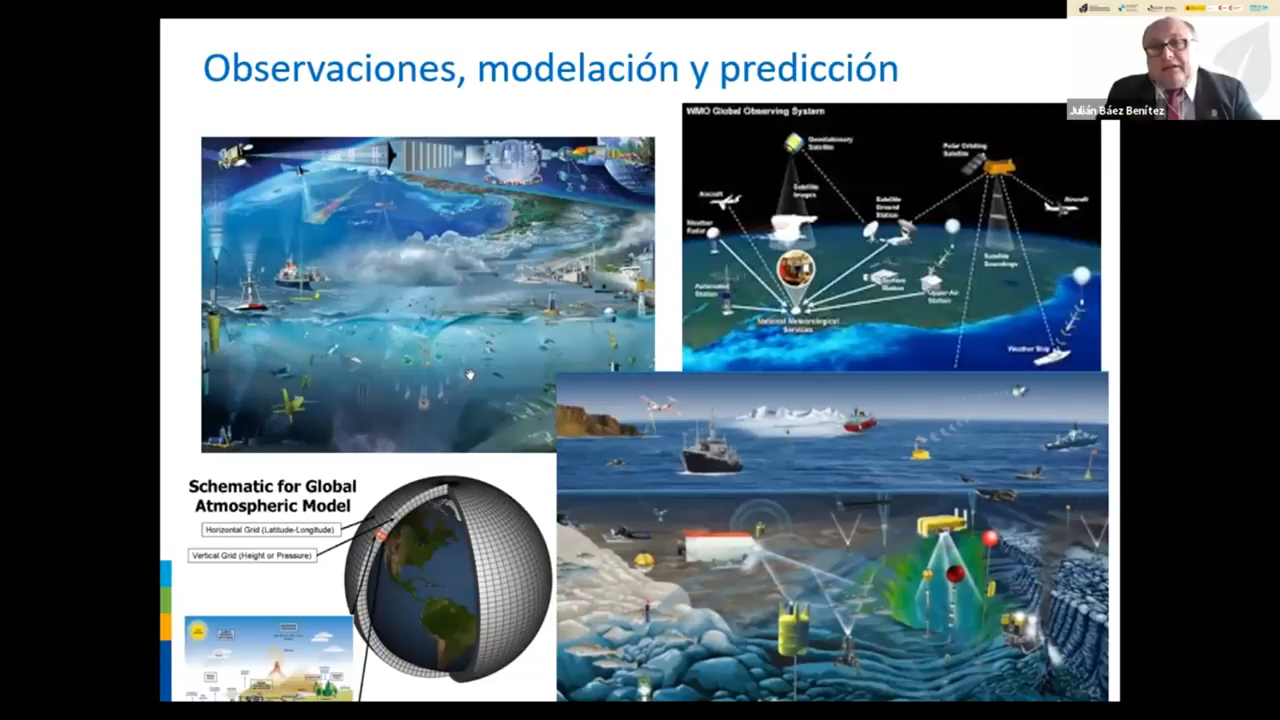 Observaciones, modelación y predicción
Julián Báez Benítez
WMO Global Observing System
Geostationary
Satellite
Polar Orbiting
Satellite
Aircraft
Satellite
Images
Satellite
Ground
Station
Aircraft
Weather
Radar
Satellite
Soundings
Automated
Station
Surface
Station
Upper-Air
Station
National Meteorological
Services
Weather Ship
Schematic for Global
Atmospheric Model
Horizontal Grid (Latitude-Longitude)
Vertical Grid (Height or Pressure)